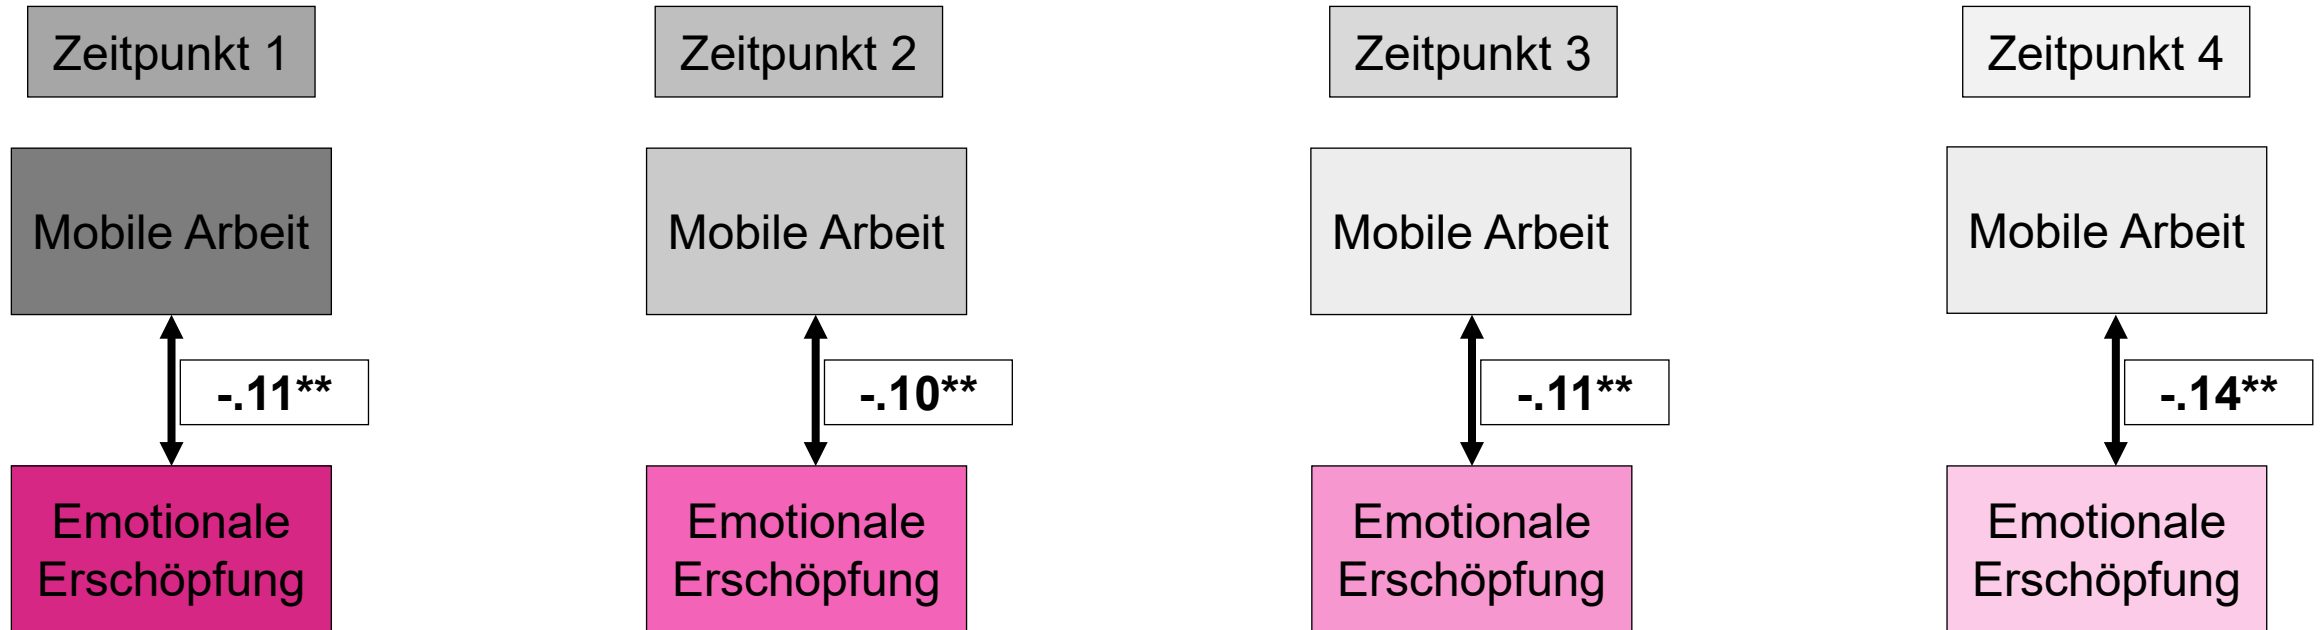 Zeitpunkt 1
Zeitpunkt 2
Zeitpunkt 3
Zeitpunkt 4
Mobile Arbeit
Mobile Arbeit
Mobile Arbeit
Mobile Arbeit
-.11**
-.10**
-.11**
-.14**
Emotionale
Erschöpfung
Emotionale
Erschöpfung
Emotionale
Erschöpfung
Emotionale
Erschöpfung